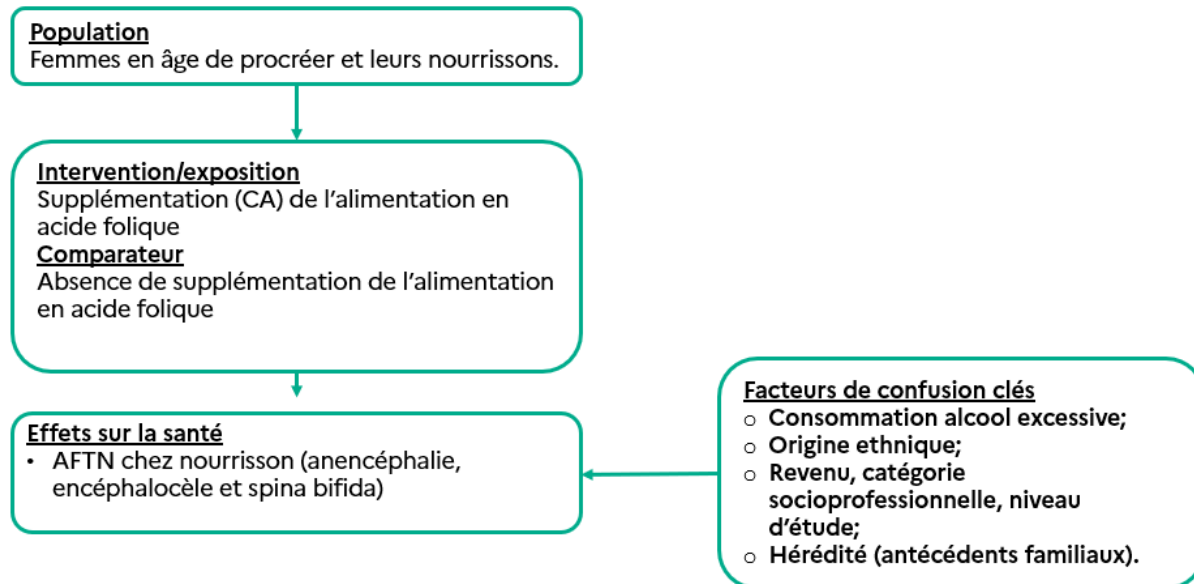 Population
Femmes en âge de procréer et leurs nourrissons.
Intervention/exposition
Supplémentation (CA) de l'alimentation en
acide folique
Comparateur
Absence de supplémentation de l'alimentation
en acide folique
Effets sur la santé
• AFTN chez nourrisson (anencéphalie,
encéphalocèle et spina bifida)
Facteurs de confusion clés
○ Consommation alcool excessive;
○ Origine ethnique;
○ Revenu, catégorie
socioprofessionnelle, niveau
d'étude;
○ Hérédité (antécédents familiaux).